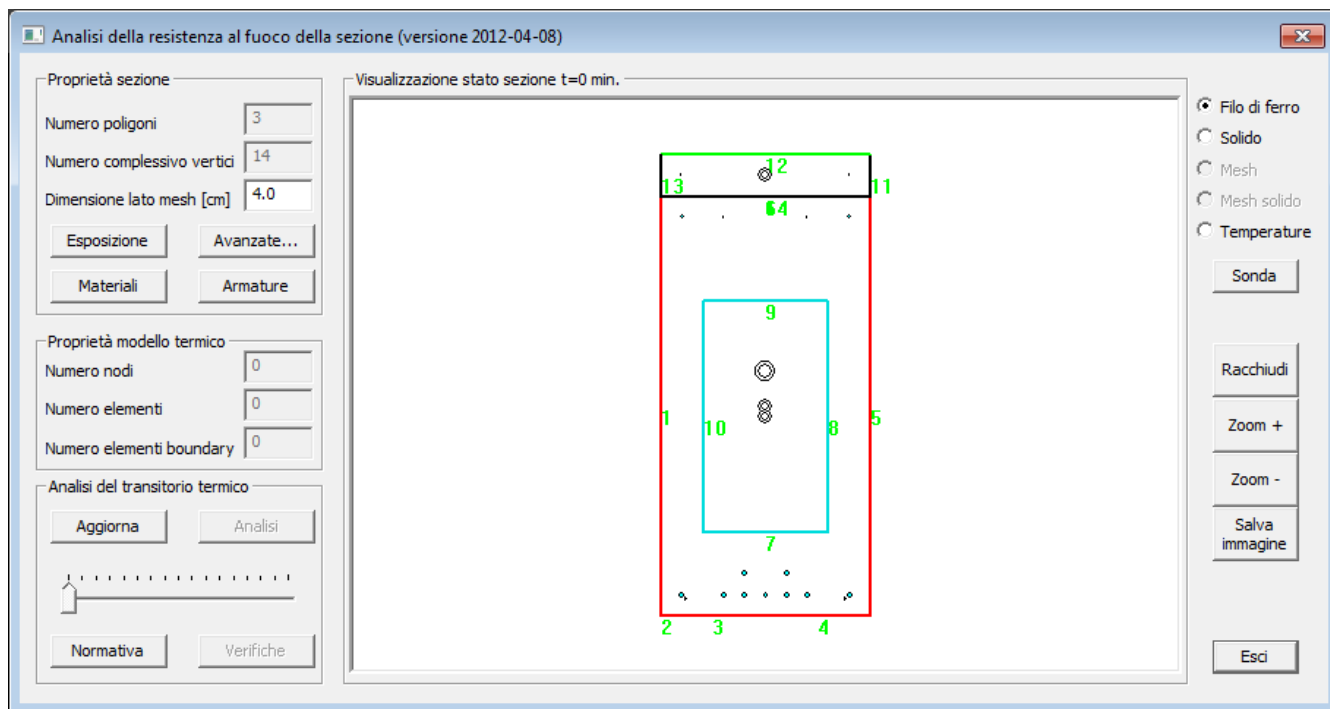 Analisi della resistenza al fuoco della sezione (versione 2012-04-08)
Proprietà sezione
Numero poligoni 3
Numero complessivo vertici 14
Dimensione lato mesh [cm] 4.0
Esposizione Avanzate...
Materiali Armature
Proprietà modello termico
Numero nodi 0
Numero elementi 0
Numero elementi boundary 0
Analisi del transitorio termico
Aggiorna Analisi
Normativa Verifiche
Visualizzazione stato sezione t=0 min.
12
13 11
9
1 10 8 5
7
2 3 4
Filo di ferro
Solido
Mesh
Mesh solido
Temperature
Sonda
Racchiudi
Zoom +
Zoom -
Salva
immagine
Esci